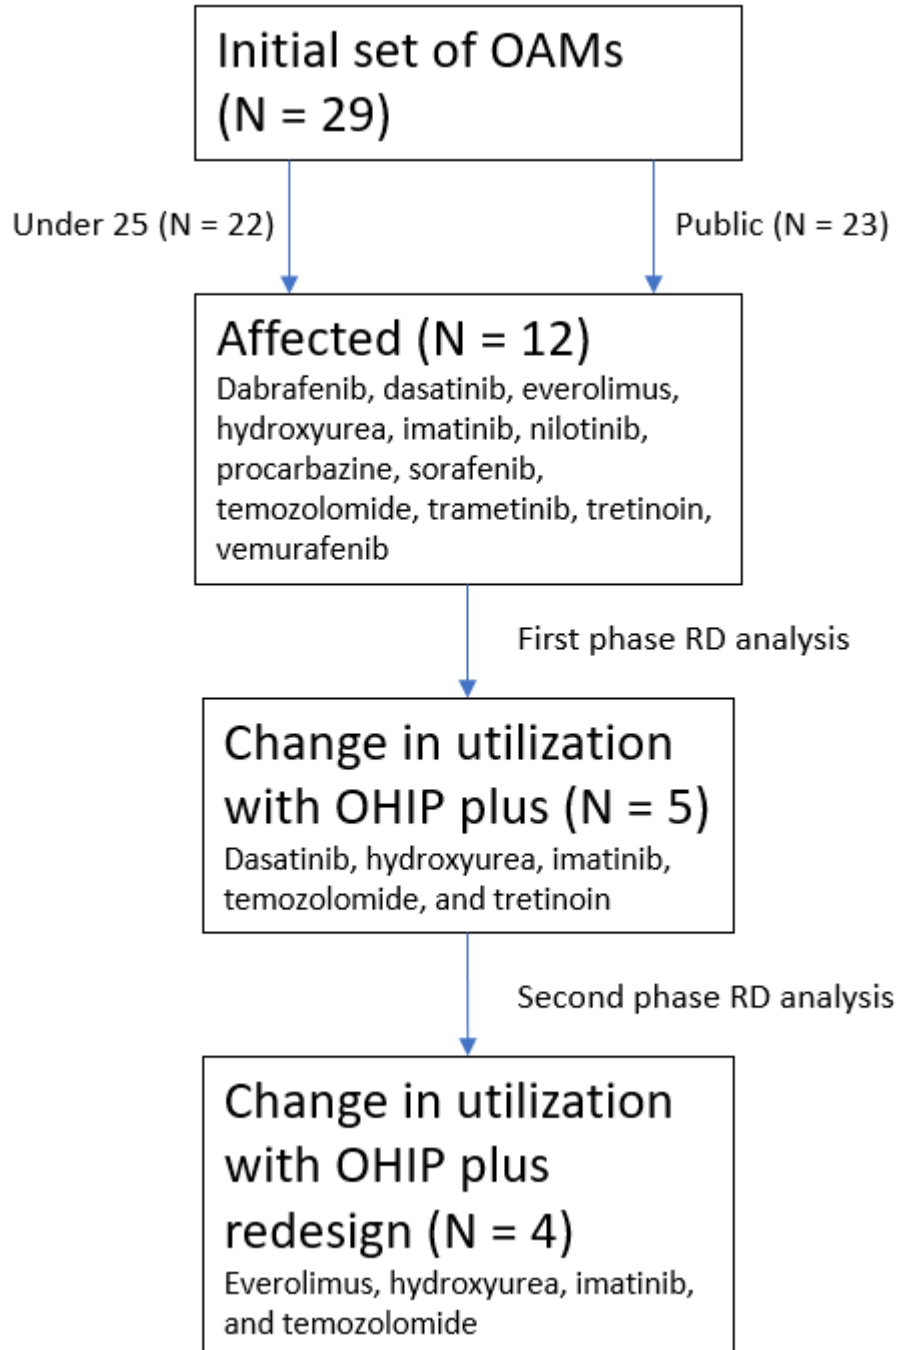 Initial set of OAMs
(N = 29)
Under 25 (N = 22)
Public (N = 23)
Affected (N = 12)
Dabrafenib, dasatinib, everolimus,
hydroxyurea, imatinib, nilotinib,
procarbazine, sorafenib,
temozolomide, trametinib, tretinoin,
vemurafenib
First phase RD analysis
Change in utilization
with OHIP plus (N = 5)
Dasatinib, hydroxyurea, imatinib,
temozolomide, and tretinoin
Second phase RD analysis
Change in utilization
with OHIP plus
redesign (N = 4)
Everolimus, hydroxyurea, imatinib,
and temozolomide